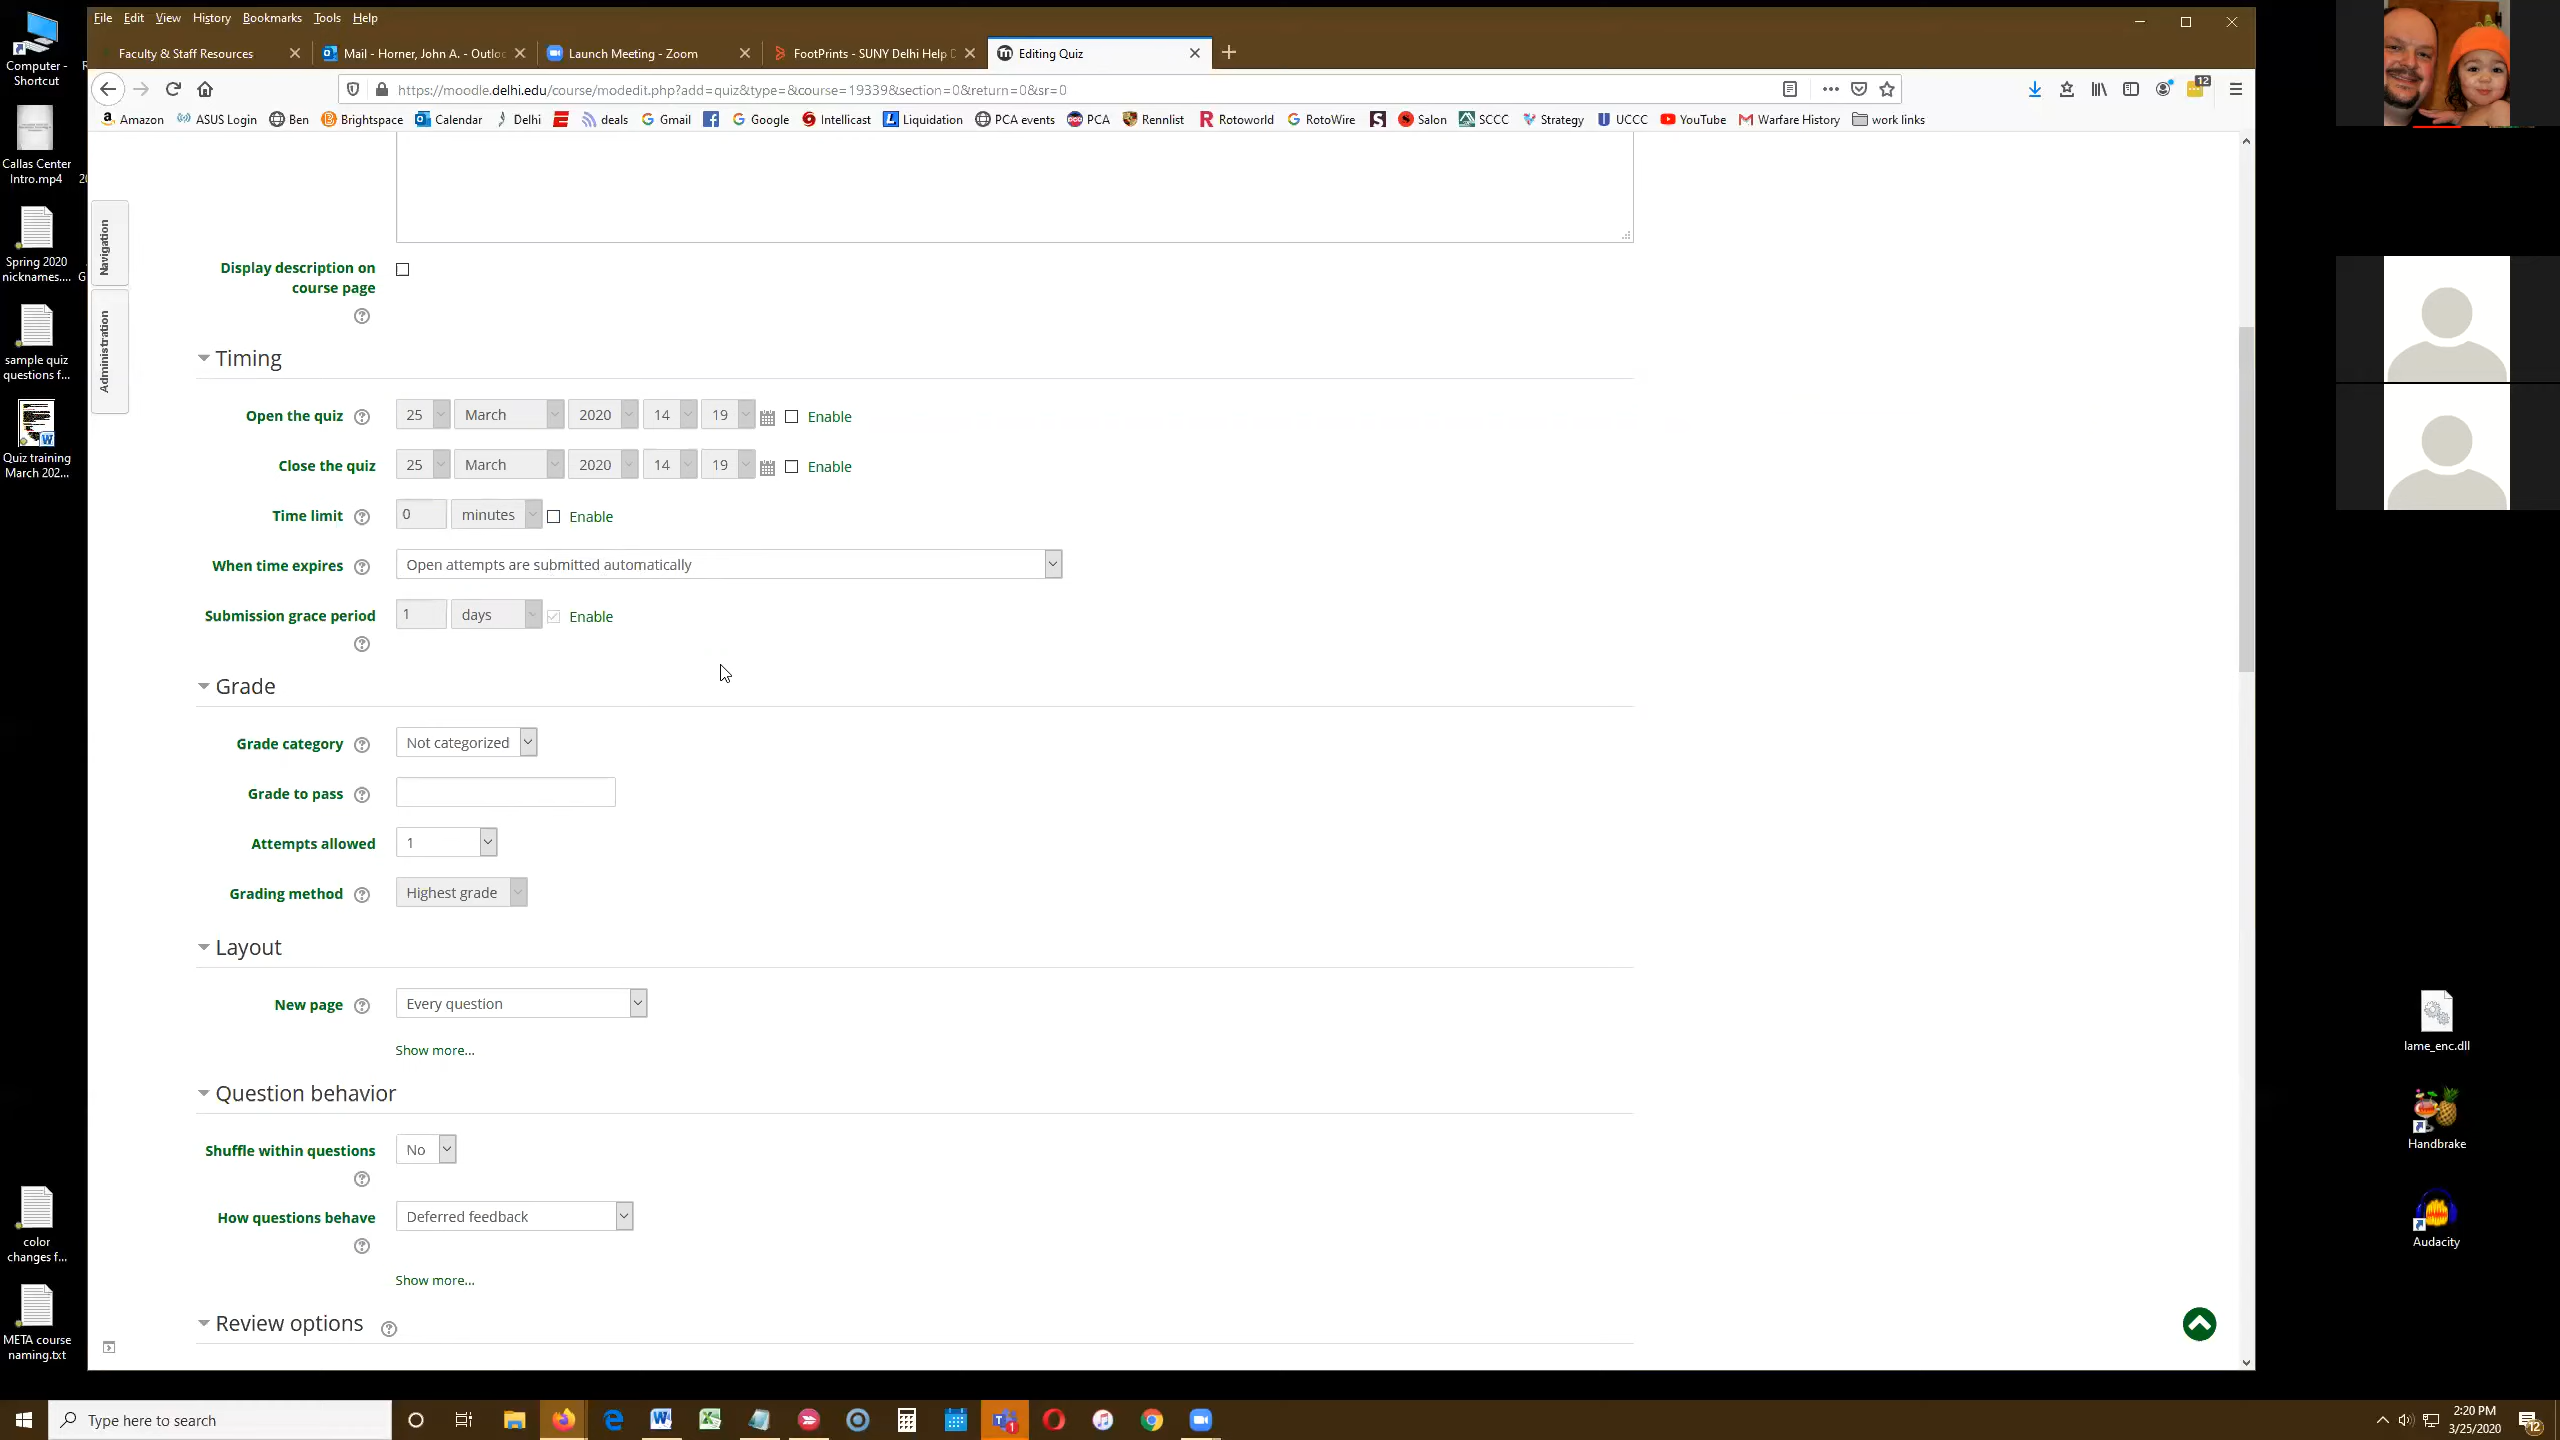 File Edit View History Bookmarks Tools Help
Faculty & Staff Resources
Mail - Horner, John A. - Outlo
Launch Meeting - Zoom
FootPrints - SUNY Delhi Help D
Editing Quiz
https://moodle.delhi.edu/course/modedit.php?add=quiz&type=&course=19339&section=0&return=0&sr=0
12
Amazon ASUS Login Ben Brightspace Calendar Delhi deals Gmail Google Intellicast Liquidation PCA events PCA Rennlist Rotoworld RotoWire Salon SCCC Strategy UCCC YouTube Warfare History work links
Computer -
Shortcut
Callas Center
Intro.mp4
Spring 2020
nicknames....
sample quiz
questions f...
Quiz training
March 202...
color
changes f...
META course
naming.txt
Navigation
Administration
Display description on
course page
Timing
Open the quiz 25 March 2020 14 19 Enable
Close the quiz 25 March 2020 14 19 Enable
Time limit 0 minutes Enable
When time expires Open attempts are submitted automatically
Submission grace period 1 days Enable
Grade
Grade category Not categorized
Grade to pass
Attempts allowed 1
Grading method Highest grade
Layout
New page Every question
Show more...
Question behavior
Shuffle within questions No
How questions behave Deferred feedback
Show more...
Review options
lame_enc.dll
Handbrake
Audacity
Type here to search
2:20 PM
3/25/2020
12